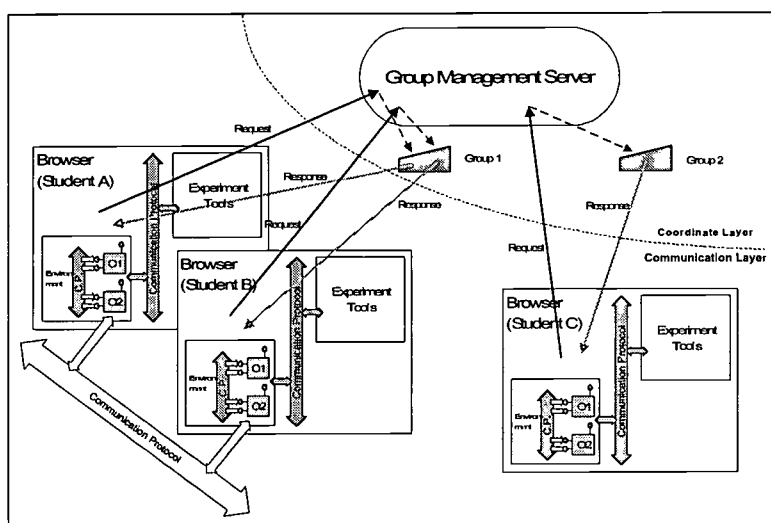 Group Management Server
Request
Browser
(Student A)
Experiment
Tools
Communication Protocol
Response
Group 1
Group 2
Environ
ment
C.P.
O1
O2
Request
Response
Browser
(Student B)
Experiment
Tools
Communication Protocol
Environ
ment
C.P.
O1
O2
Communication Protocol
Response
Request
Coordinate Layer
Communication Layer
Browser
(Student C)
Experiment
Tools
Communication Protocol
Environ
ment
C.P.
O1
O2